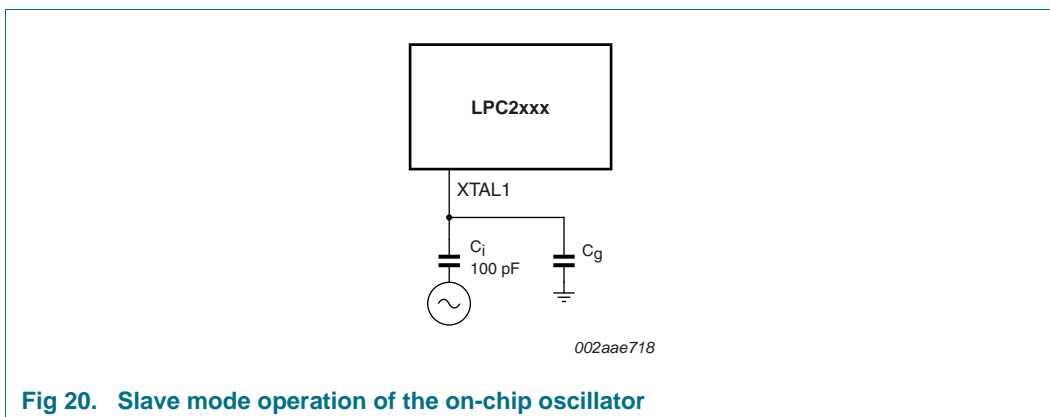 LPC2xxx
XTAL1
Ci
100 pF
Cg
002aae718
Fig 20. Slave mode operation of the on-chip oscillator